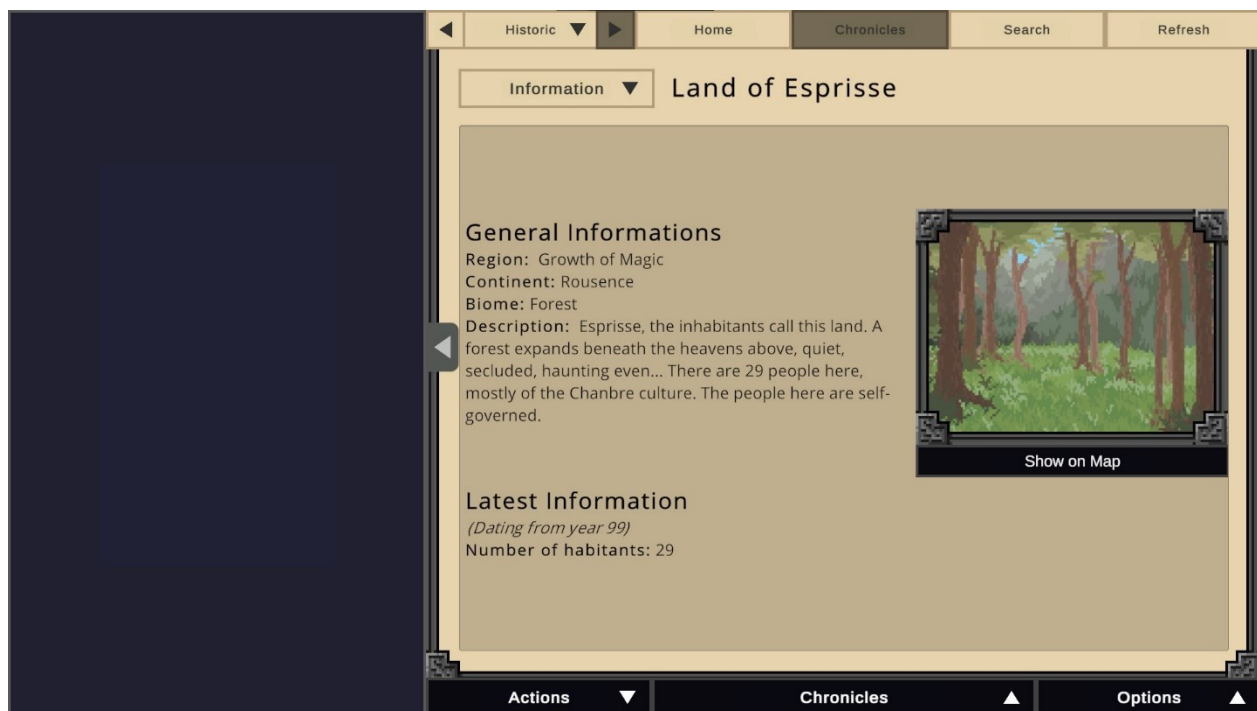 Historic Home Chronicles Search Refresh
Information Land of Esprisse
General Informations
Region: Growth of Magic
Continent: Rousence
Biome: Forest
Description: Esprisse, the inhabitants call this land. A
forest expands beneath the heavens above, quiet,
secluded, haunting even... There are 29 people here,
mostly of the Chanbre culture. The people here are self-
governed.
Show on Map
Latest Information
(Dating from year 99)
Number of habitants: 29
Actions Chronicles Options